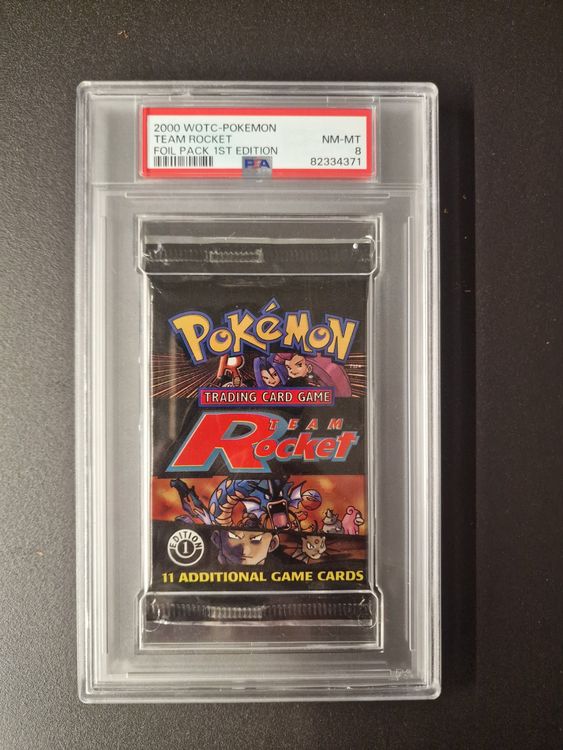 2000 WOTC-POKEMON
TEAM ROCKET NM-MT
FOIL PACK 1ST EDITION 8
PSA 82334371
POKéMON
R
TRADING CARD GAME
TEAM
Rocket
EDITION
1
11 ADDITIONAL GAME CARDS